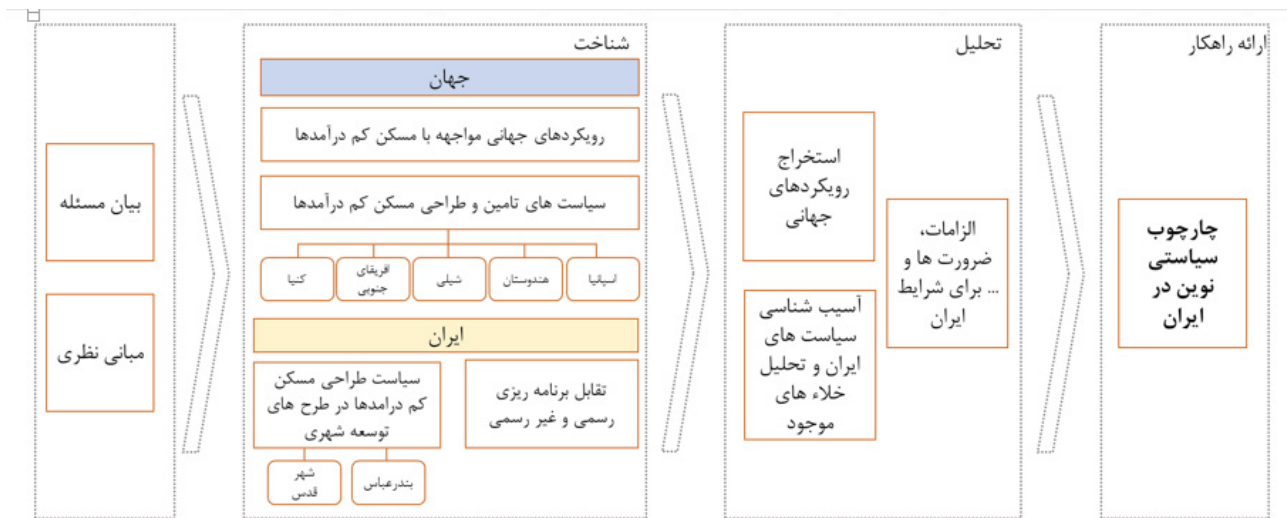 بیان مسئله
مبانی نظری
شناخت
جهان
رویکردهای جهانی مواجهه با مسکن کم درآمدها
سیاست های تامین و طراحی مسکن کم درآمدها
کنیا
افریقای
جنوبی
شیلی
هندوستان
اسپانیا
ایران
سیاست طراحی مسکن
کم درامدها در طرح های
توسعه شهری
شهر
قدس
بندرعباس
تقابل برنامه ریزی
رسمی و غیر رسمی
تحلیل
استخراج
رویکردهای
جهانی
آسیب شناسی
سیاست های
ایران و تحلیل
خلاء های
موجود
الزامات،
ضرورت ها و
... برای شرایط
ایران
ارائه راهکار
چارچوب
سیاستی
نوین در
ایران